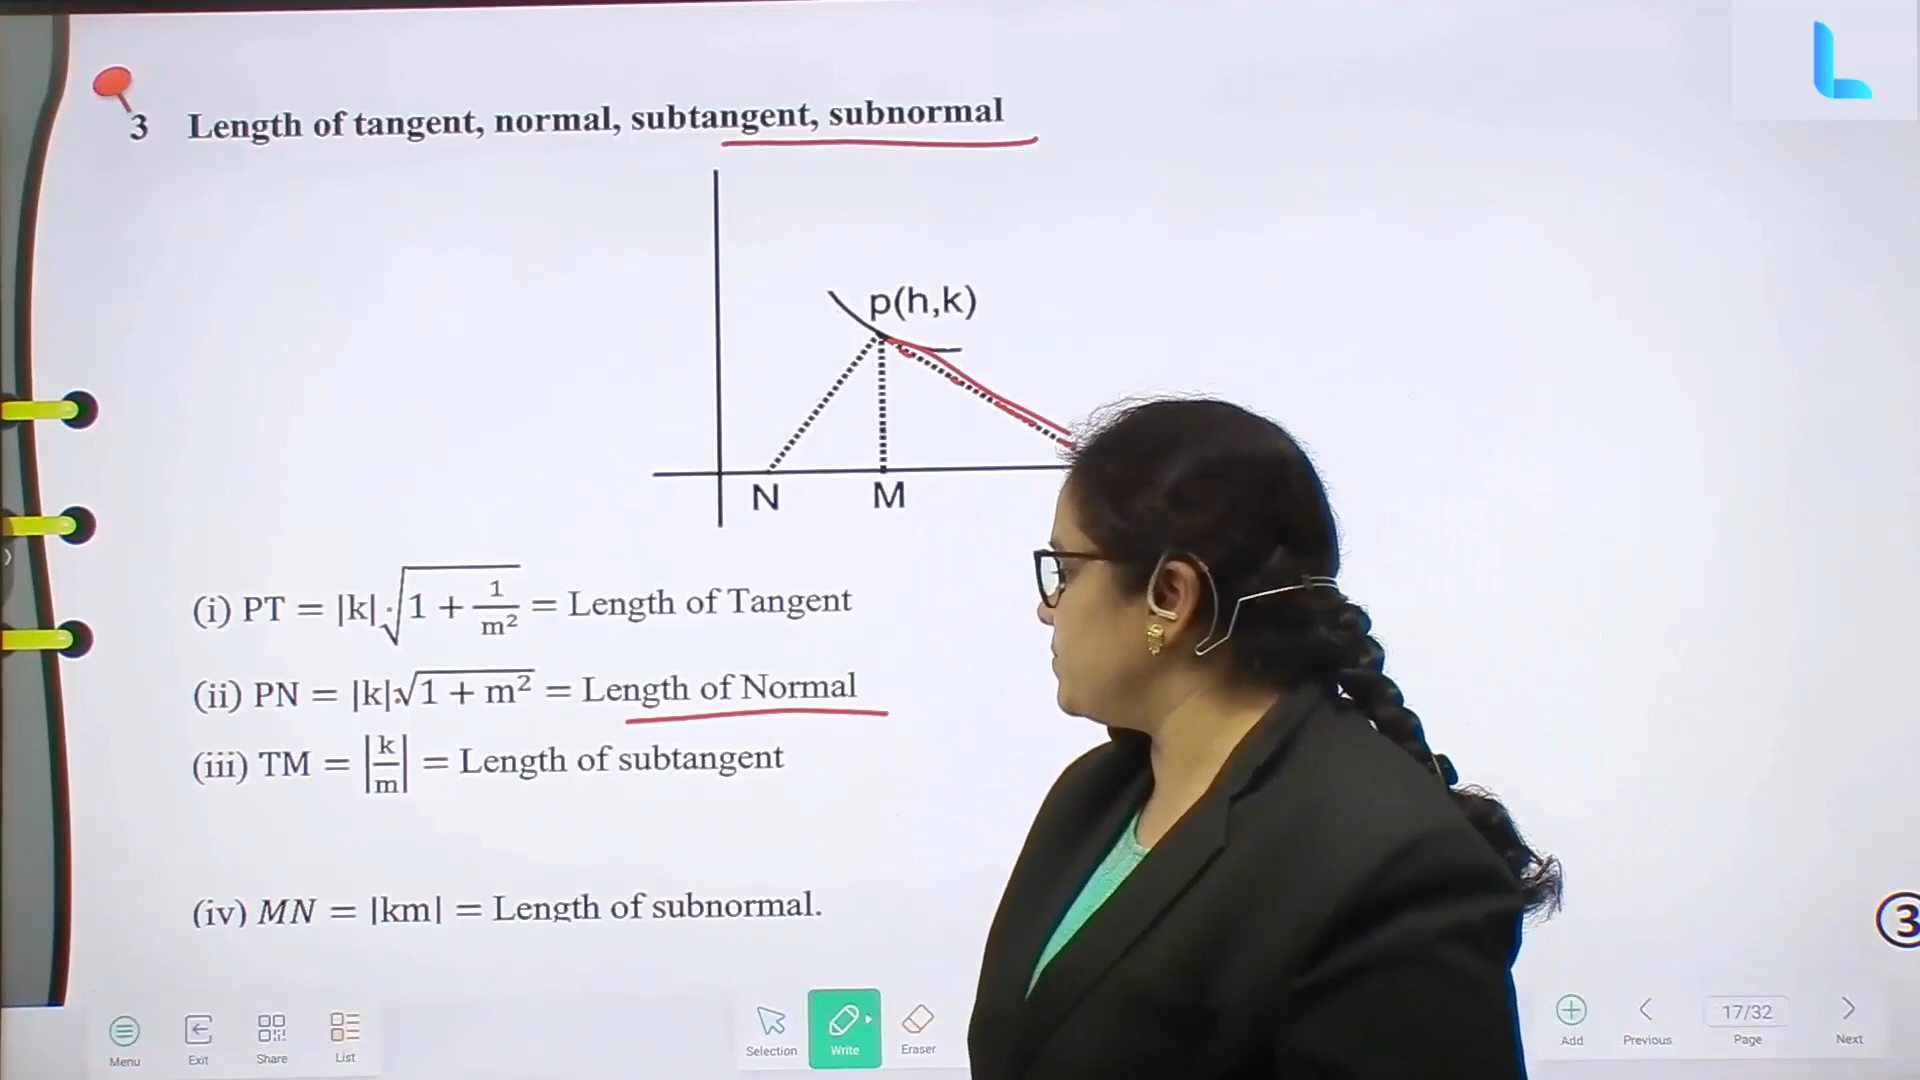 3 Length of tangent, normal, subtangent, subnormal
p(h,k)
N M
(i) PT = |k|·√(1 + 1/m²) = Length of Tangent
(ii) PN = |k|·√(1 + m²) = Length of Normal
(iii) TM = |k/m| = Length of subtangent
(iv) MN = |km| = Length of subnormal.
3
Menu Exit Share List Selection Write Eraser Add Previous 17/32 Page Next